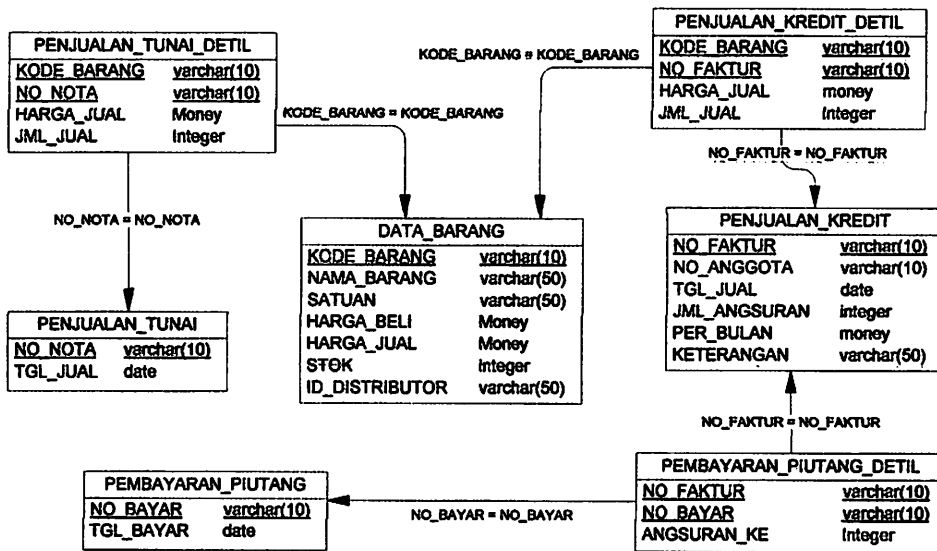 PENJUALAN_TUNAI_DETIL
KODE_BARANG varchar(10)
NO_NOTA varchar(10)
HARGA_JUAL Money
JML_JUAL Integer
KODE_BARANG = KODE_BARANG
KODE_BARANG = KODE_BARANG
PENJUALAN_KREDIT_DETIL
KODE_BARANG varchar(10)
NO_FAKTUR varchar(10)
HARGA_JUAL money
JML_JUAL Integer
NO_FAKTUR = NO_FAKTUR
NO_NOTA = NO_NOTA
DATA_BARANG
KODE_BARANG varchar(10)
NAMA_BARANG varchar(50)
SATUAN varchar(50)
HARGA_BELI Money
HARGA_JUAL Money
STOK Integer
ID_DISTRIBUTOR varchar(50)
PENJUALAN_KREDIT
NO_FAKTUR varchar(10)
NO_ANGGOTA varchar(10)
TGL_JUAL date
JML_ANGSURAN integer
PER_BULAN money
KETERANGAN varchar(50)
PENJUALAN_TUNAI
NO_NOTA varchar(10)
TGL_JUAL date
NO_FAKTUR = NO_FAKTUR
PEMBAYARAN_PIUTANG
NO_BAYAR varchar(10)
TGL_BAYAR date
NO_BAYAR = NO_BAYAR
PEMBAYARAN_PIUTANG_DETIL
NO_FAKTUR varchar(10)
NO_BAYAR varchar(10)
ANGSURAN_KE Integer